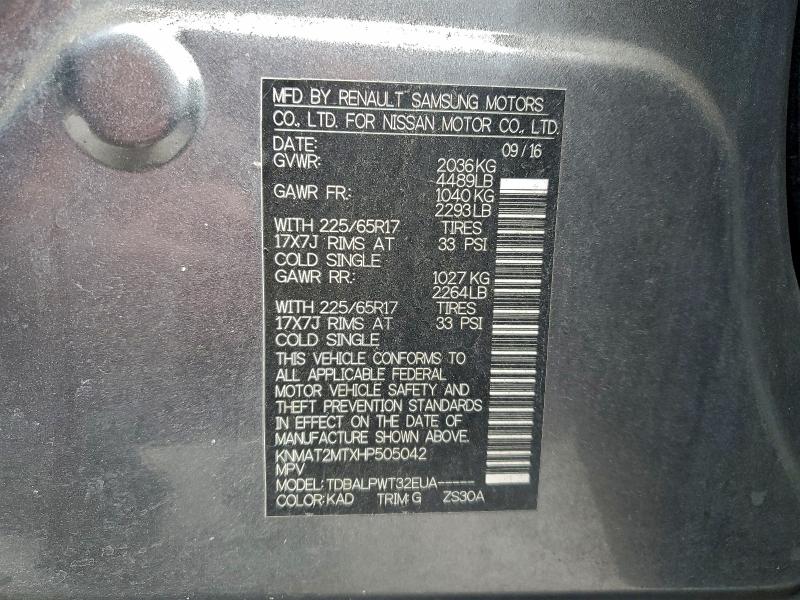 MFD BY RENAULT SAMSUNG MOTORS
CO., LTD. FOR NISSAN MOTOR CO., LTD.
DATE: 09/16
GVWR: 2036KG
4489LB
GAWR FR: 1040 KG
2293LB
WITH 225/65R17 TIRES
17X7J RIMS AT 33 PSI
COLD SINGLE
GAWR RR: 1027 KG
2264LB
WITH 225/65R17 TIRES
17X7J RIMS AT 33 PSI
COLD SINGLE
THIS VEHICLE CONFORMS TO
ALL APPLICABLE FEDERAL
MOTOR VEHICLE SAFETY AND
THEFT PREVENTION STANDARDS
IN EFFECT ON THE DATE OF
MANUFACTURE SHOWN ABOVE.
KNMAT2MTXHP505042
MPV
MODEL: TDBALPWT32EUA-----
COLOR: KAD TRIM: G ZS30A